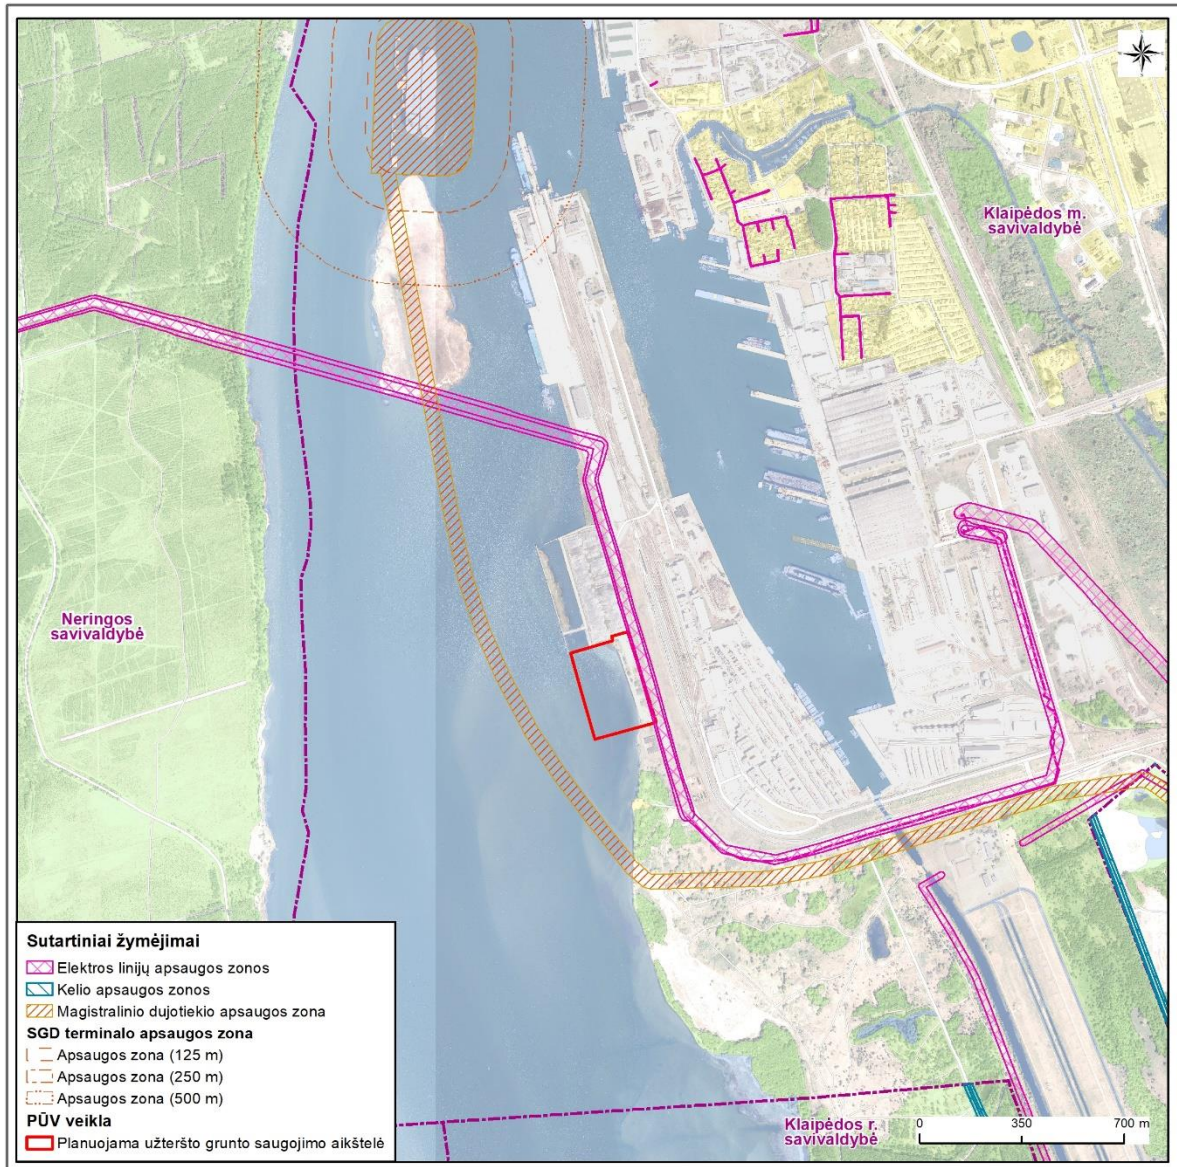 Klaipėdos m.
savivaldybė
Neringos
savivaldybė
Sutartiniai žymėjimai
Elektros linijų apsaugos zonos
Kelio apsaugos zonos
Magistralinio dujotiekio apsauga zona
SGD terminalo apsaugos zona
Apsaugos zona (125 m)
Apsaugos zona (250 m)
Apsaugos zona (500 m)
PŪV veikla
Planuojama užteršto grunto saugojimo aikštelė
Klaipėdos r.
savivaldybė
0 350 700 m